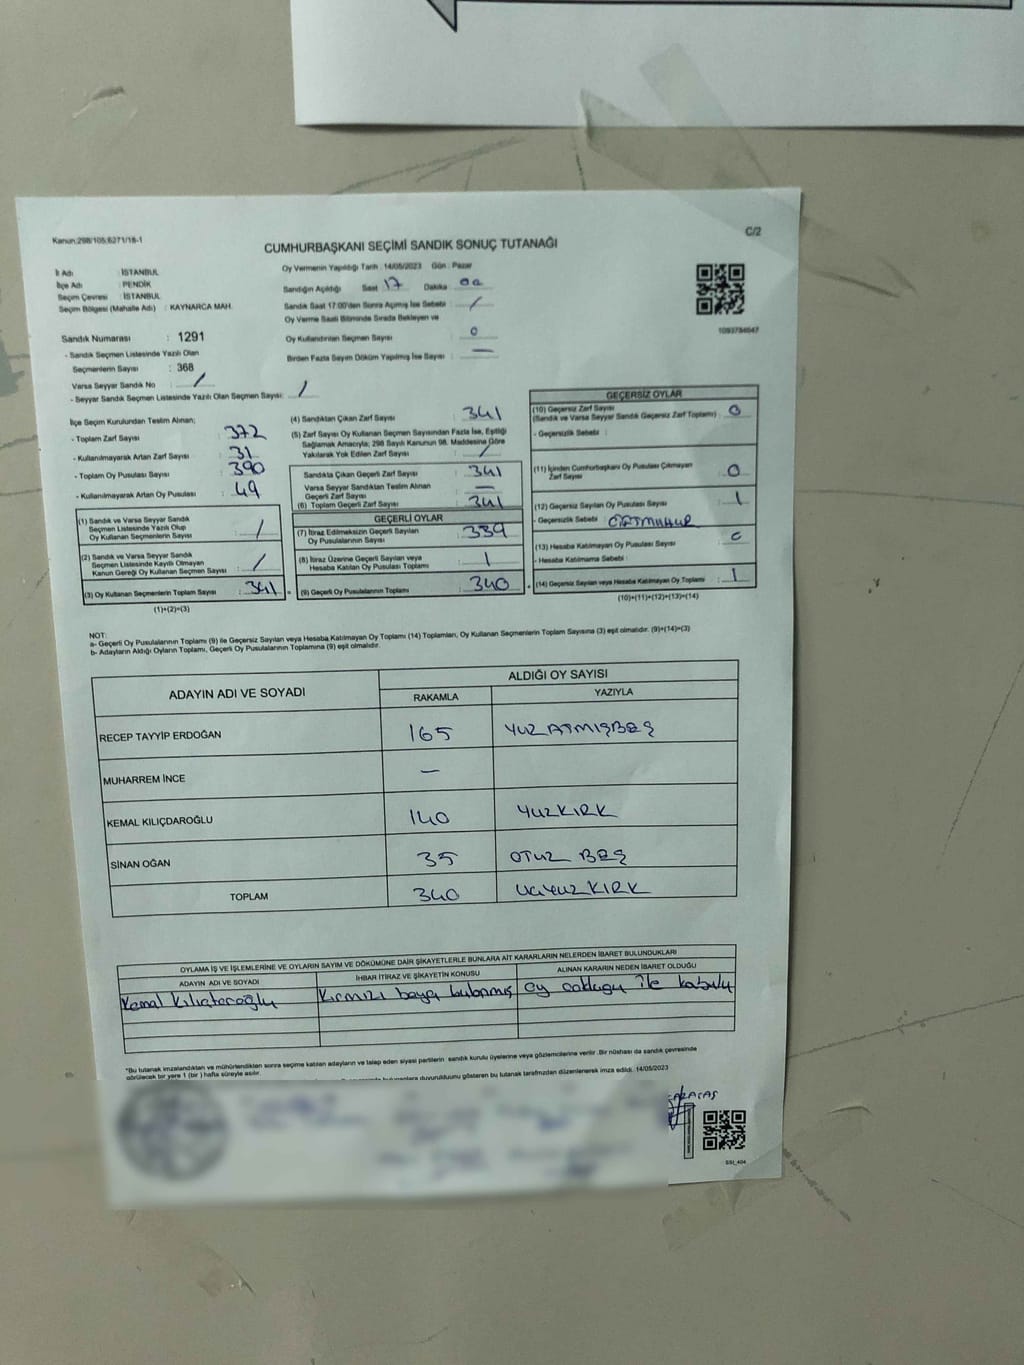 Kanun:298/105;6271/18-1
C/2
CUMHURBAŞKANI SEÇİMİ SANDIK SONUÇ TUTANAĞI
İl Adı : İSTANBUL
İlçe Adı : PENDİK
Seçim Çevresi : İSTANBUL
Seçim Bölgesi (Mahalle Adı) : KAYNARCA MAH.
Oy Vermenin Yapıldığı Tarih : 14/05/2023 Gün : Pazar
Sandığın Açıldığı Saat 17 Dakika 00
Sandık Saat 17:00'den Sonra Açılmış İse Sebebi : /
Oy Verme Saati Bitiminde Sırada Bekleyen ve
Oy Kullandırılan Seçmen Sayısı : 0
Birden Fazla Sayım Döküm Yapılmış İse Sayısı : —
1093784647
Sandık Numarası : 1291
- Sandık Seçmen Listesinde Yazılı Olan
Seçmenlerin Sayısı : 368
Varsa Seyyar Sandık No : /
- Seyyar Sandık Seçmen Listesinde Yazılı Olan Seçmen Sayısı: /
İlçe Seçim Kurulundan Teslim Alınan;
- Toplam Zarf Sayısı : 372
- Kullanılmayarak Artan Zarf Sayısı : 31
- Toplam Oy Pusulası Sayısı : 390
- Kullanılmayarak Artan Oy Pusulası : 49
(1) Sandık ve Varsa Seyyar Sandık
Seçmen Listesinde Yazılı Olup
Oy Kullanan Seçmenlerin Sayısı : /
(2) Sandık ve Varsa Seyyar Sandık
Seçmen Listesinde Kayıtlı Olmayan
Kanun Gereği Oy Kullanan Seçmen Sayısı : /
(3) Oy Kullanan Seçmenlerin Toplam Sayısı : 341
(1)+(2)=(3)
(4) Sandıktan Çıkan Zarf Sayısı : 341
(5) Zarf Sayısı Oy Kullanan Seçmen Sayısından Fazla İse, Eşitliği
Sağlamak Amacıyla; 298 Sayılı Kanunun 98. Maddesine Göre
Yakılarak Yok Edilen Zarf Sayısı : /
Sandıkta Çıkan Geçerli Zarf Sayısı : 341
Varsa Seyyar Sandıktan Teslim Alınan
Geçerli Zarf Sayısı : —
(6) Toplam Geçerli Zarf Sayısı : 341
GEÇERLİ OYLAR
(7) İtiraz Edilmeksizin Geçerli Sayılan
Oy Pusulalarının Sayısı : 339
(8) İtiraz Üzerine Geçerli Sayılan veya
Hesaba Katılan Oy Pusulası Toplamı : 1
(9) Geçerli Oy Pusulalarının Toplamı : 340
GEÇERSİZ OYLAR
(10) Geçersiz Zarf Sayısı
(Sandık ve Varsa Seyyar Sandık Geçersiz Zarf Toplamı) : 0
- Geçersizlik Sebebi :
(11) İçinden Cumhurbaşkanı Oy Pusulası Çıkmayan
Zarf Sayısı : 0
(12) Geçersiz Sayılan Oy Pusulası Sayısı : 1
- Geçersizlik Sebebi
(13) Hesaba Katılmayan Oy Pusulası Sayısı : 0
- Hesaba Katılmama Sebebi :
(14) Geçersiz Sayılan veya Hesaba Katılmayan Oy Toplamı : 1
(10)+(11)+(12)+(13)=(14)
NOT:
a- Geçerli Oy Pusulalarının Toplamı (9) ile Geçersiz Sayılan veya Hesaba Katılmayan Oy Toplamı (14) Toplamları, Oy Kullanan Seçmenlerin Toplam Sayısına (3) eşit olmalıdır. (9)+(14)=(3)
b- Adayların Aldığı Oyların Toplamı, Geçerli Oy Pusulalarının Toplamına (9) eşit olmalıdır.
ADAYIN ADI VE SOYADI
ALDIĞI OY SAYISI
RAKAMLA YAZIYLA
RECEP TAYYİP ERDOĞAN 165 YUZ ATMIŞBEŞ
MUHARREM İNCE —
KEMAL KILIÇDAROĞLU 140 YUZKIRK
SİNAN OĞAN 35 OTUZ BEŞ
TOPLAM 340 UÇYUZ KIRK
OYLAMA İŞ VE İŞLEMLERİNE VE OYLARIN SAYIM VE DÖKÜMÜNE DAİR ŞİKAYETLERLE BUNLARA AİT KARARLARIN NELERDEN İBARET BULUNDUKLARI
ADAYIN ADI VE SOYADI İHBAR İTİRAZ VE ŞİKAYETİN KONUSU ALINAN KARARIN NEDEN İBARET OLDUĞU
Kemal Kılıçtaroğlu Kırmızı boya bulanmış oy çokluğu ile kabulu
*Bu tutanak imzalandıktan ve mühürlendikten sonra seçime katılan adayların ve talep eden siyasi partilerin sandık kurulu üyelerine veya gözlemcilerine verilir. Bir nüshası da sandık çevresinde
görülecek bir yere 1 (bir ) hafta süreyle asılır.
duyurulduunu gösteren bu tutanak tarafımızdan düzenlenerek imza edildi. 14/05/2023
SSI_404